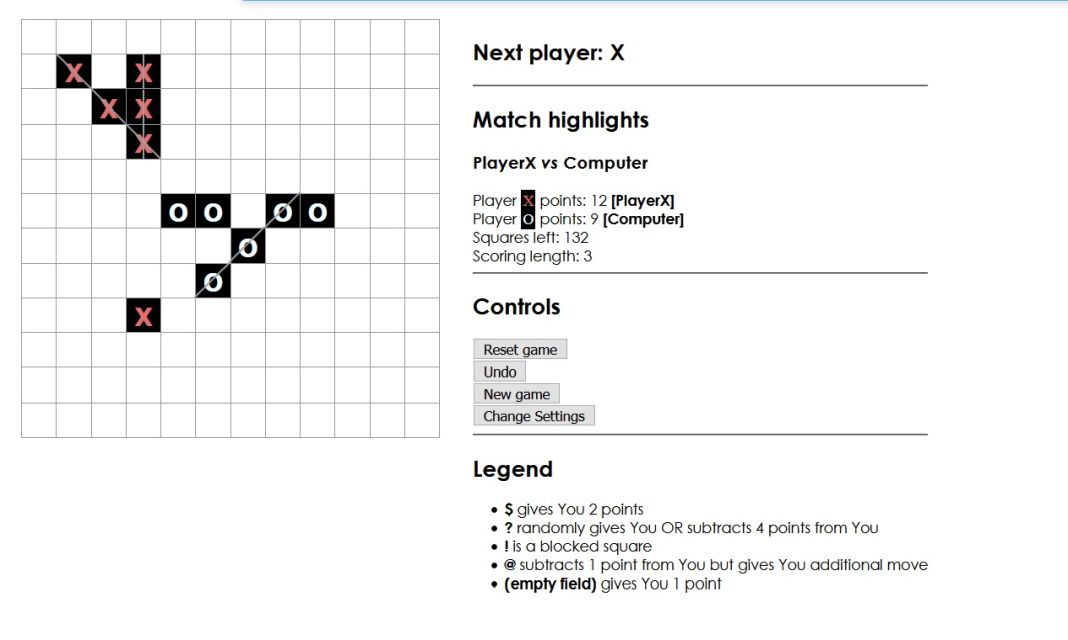 Next player: X
Match highlights
PlayerX vs Computer
Player X points: 12 [PlayerX]
Player O points: 9 [Computer]
Squares left: 132
Scoring length: 3
Controls
Reset game
Undo
New game
Change Settings
Legend
$ gives You 2 points
? randomly gives You OR subtracts 4 points from You
! is a blocked square
@ subtracts 1 point from You but gives You additional move
(empty field) gives You 1 point
X X
X X
X
O O O O
O
O
X